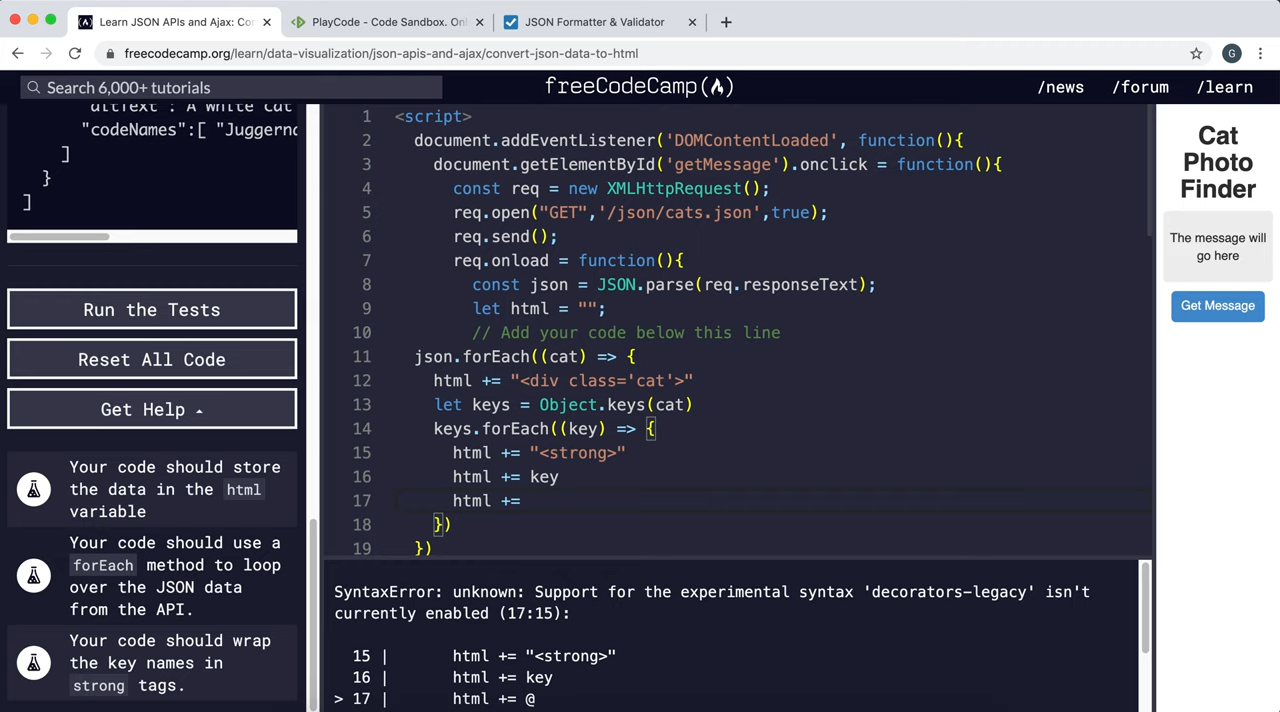 Learn JSON APIs and Ajax: Co
PlayCode - Code Sandbox. Onl
JSON Formatter & Validator
freecodecamp.org/learn/data-visualization/json-apis-and-ajax/convert-json-data-to-html
G
Search 6,000+ tutorials
freeCodeCamp
/news
/forum
/learn
"codeNames":[ "Juggerna
]
}
]
Run the Tests
Reset All Code
Get Help
Your code should store
the data in the html
variable
Your code should use a
forEach method to loop
over the JSON data
from the API.
Your code should wrap
the key names in
strong tags.
1 <script>
2 document.addEventListener('DOMContentLoaded', function(){
3 document.getElementById('getMessage').onclick = function(){
4 const req = new XMLHttpRequest();
5 req.open("GET",'/json/cats.json',true);
6 req.send();
7 req.onload = function(){
8 const json = JSON.parse(req.responseText);
9 let html = "";
10 // Add your code below this line
11 json.forEach((cat) => {
12 html += "<div class='cat'>"
13 let keys = Object.keys(cat)
14 keys.forEach((key) => {
15 html += "<strong>"
16 html += key
17 html +=
18 })
19 })
SyntaxError: unknown: Support for the experimental syntax 'decorators-legacy' isn't
currently enabled (17:15):
15 | html += "<strong>"
16 | html += key
> 17 | html += @
Cat
Photo
Finder
The message will
go here
Get Message